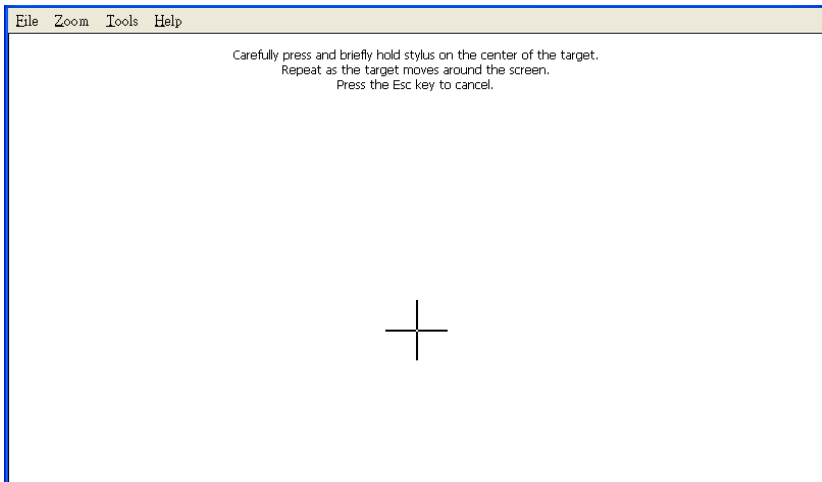 File Zoom Tools Help
Carefully press and briefly hold stylus on the center of the target.
Repeat as the target moves around the screen.
Press the Esc key to cancel.